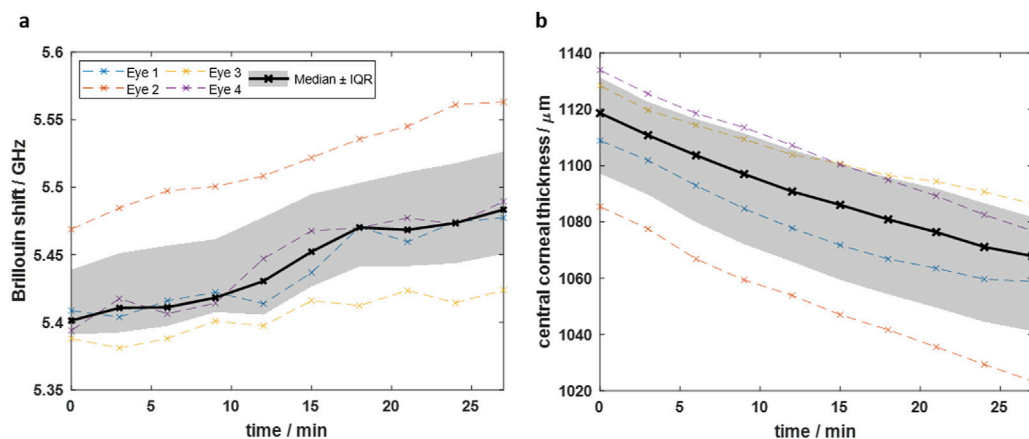 a
5.6
5.55
5.5
5.45
5.4
5.35
Brillouin shift / GHz
Eye 1
Eye 2
Eye 3
Eye 4
Median ± IQR
0 5 10 15 20 25
time / min
b
1140
1120
1100
1080
1060
1040
1020
central corneal thickness / μm
0 5 10 15 20 25
time / min